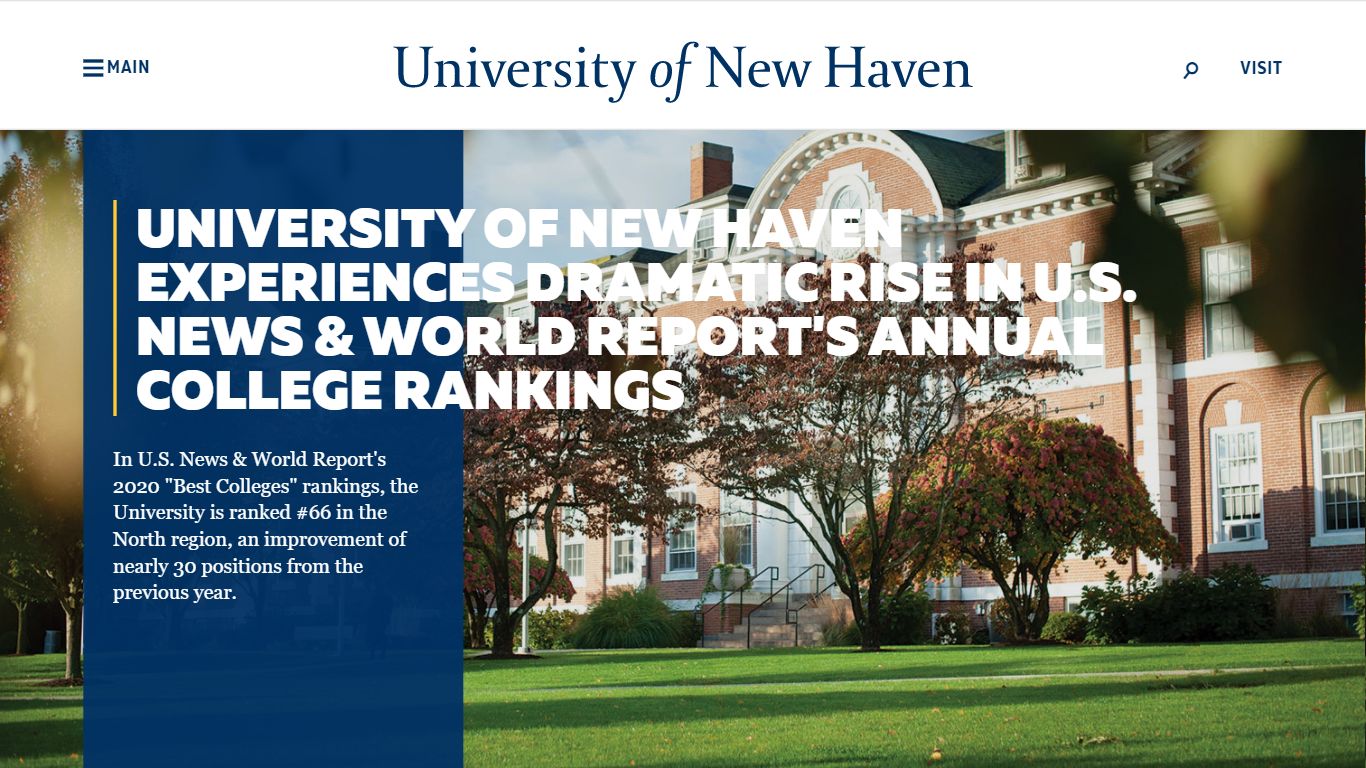 MAIN
University of New Haven
VISIT
UNIVERSITY OF NEW HAVEN
EXPERIENCES DRAMATIC RISE IN U.S.
NEWS & WORLD REPORT'S ANNUAL
COLLEGE RANKINGS
In U.S. News & World Report's
2020 "Best Colleges" rankings, the
University is ranked #66 in the
North region, an improvement of
nearly 30 positions from the
previous year.